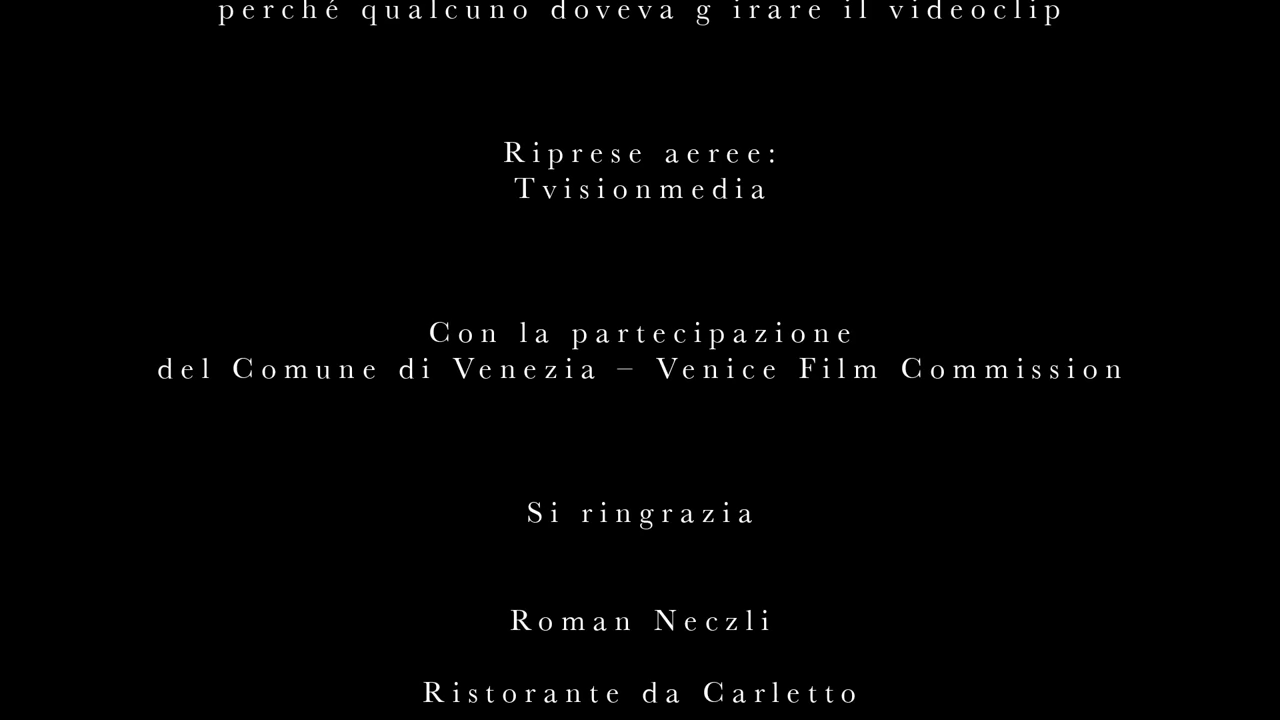 perché qualcuno doveva g irare il videoclip
Riprese aeree:
Tvisionmedia
Con la partecipazione
del Comune di Venezia – Venice Film Commission
Si ringrazia
Roman Neczli
Ristorante da Carletto